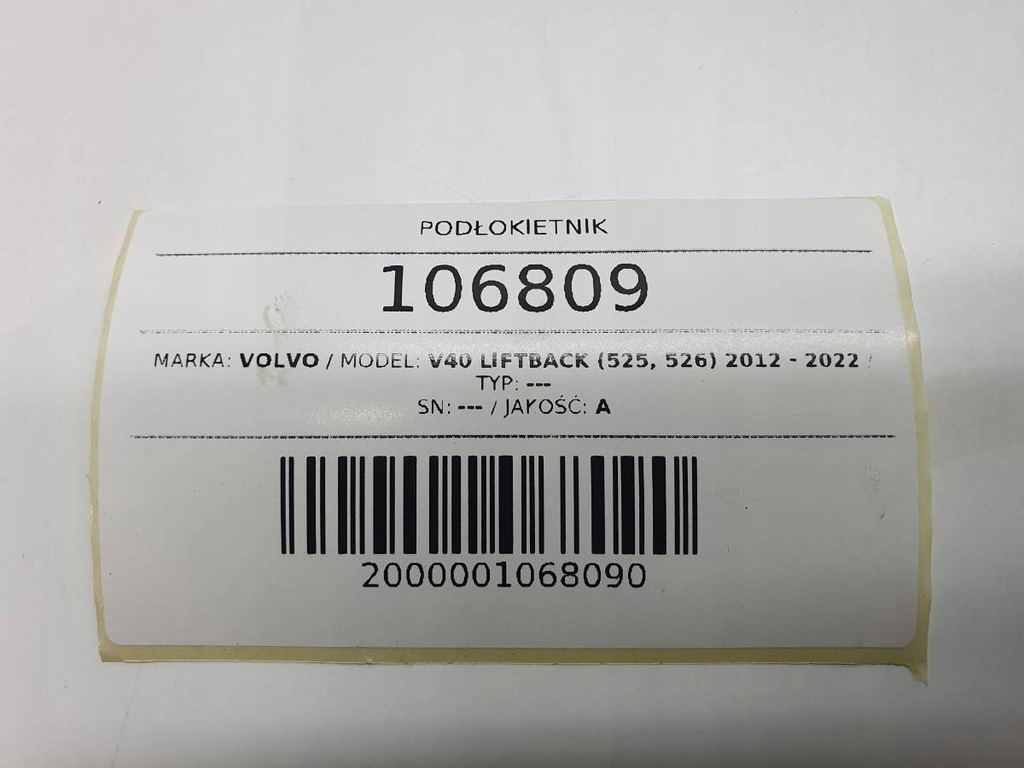 PODŁOKIETNIK
106809
MARKA: VOLVO / MODEL: V40 LIFTBACK (525, 526) 2012 - 2022 /
TYP: ---
SN: --- / JAKOŚĆ: A
2000001068090